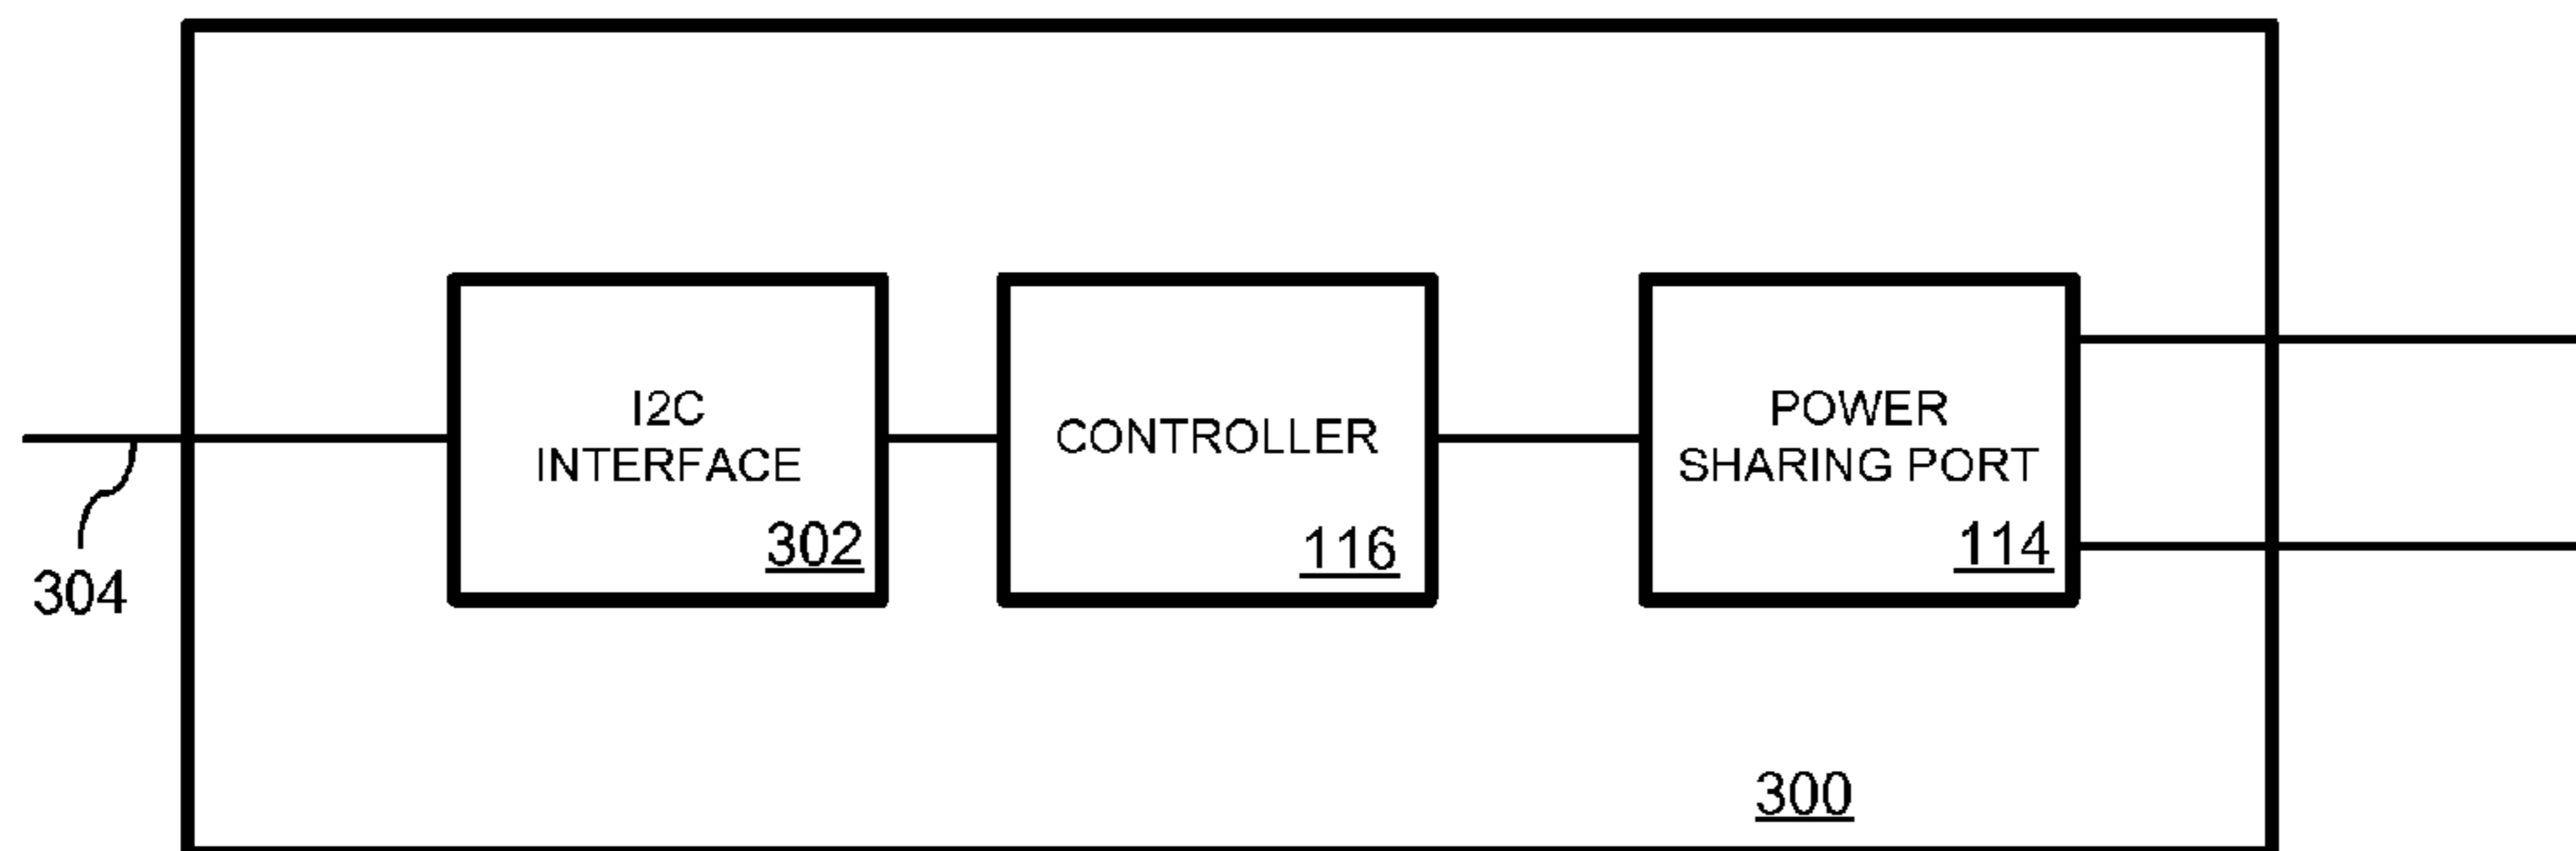 I2C
INTERFACE
302
CONTROLLER
116
POWER
SHARING PORT
114
304
300